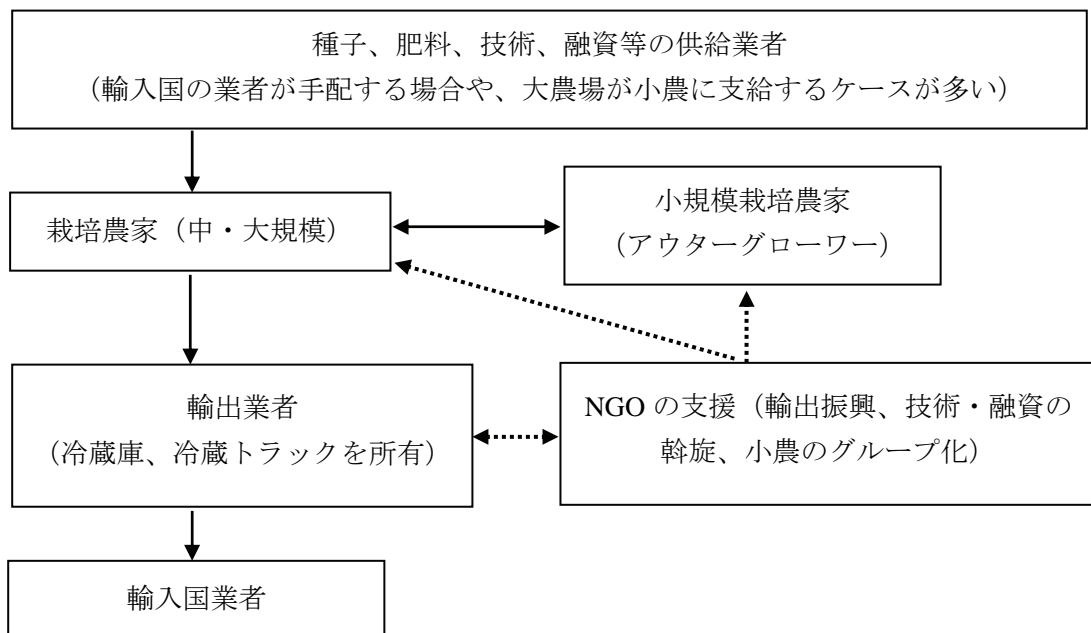 種子、肥料、技術、融資等の供給業者
（輸入国の業者が手配する場合や、大農場が小農に支給するケースが多い）
栽培農家（中・大規模）
小規模栽培農家
（アウターグローワー）
輸出業者
（冷蔵庫、冷蔵トラックを所有）
NGO の支援（輸出振興、技術・融資の
斡旋、小農のグループ化）
輸入国業者